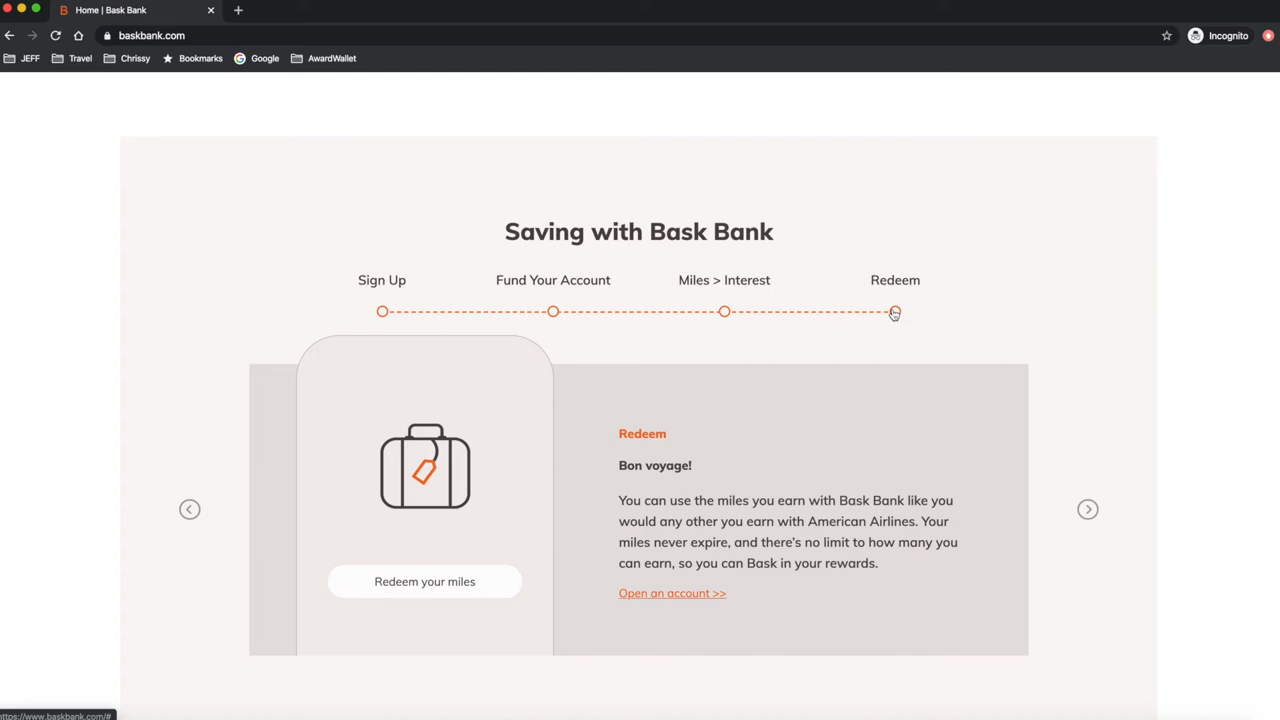 Home | Bask Bank
baskbank.com
Incognito
JEFF
Travel
Chrissy
Bookmarks
Google
AwardWallet
Saving with Bask Bank
Sign Up
Fund Your Account
Miles > Interest
Redeem
Redeem
Bon voyage!
You can use the miles you earn with Bask Bank like you
would any other you earn with American Airlines. Your
miles never expire, and there's no limit to how many you
can earn, so you can Bask in your rewards.
Open an account >>
Redeem your miles
https://www.baskbank.com/#